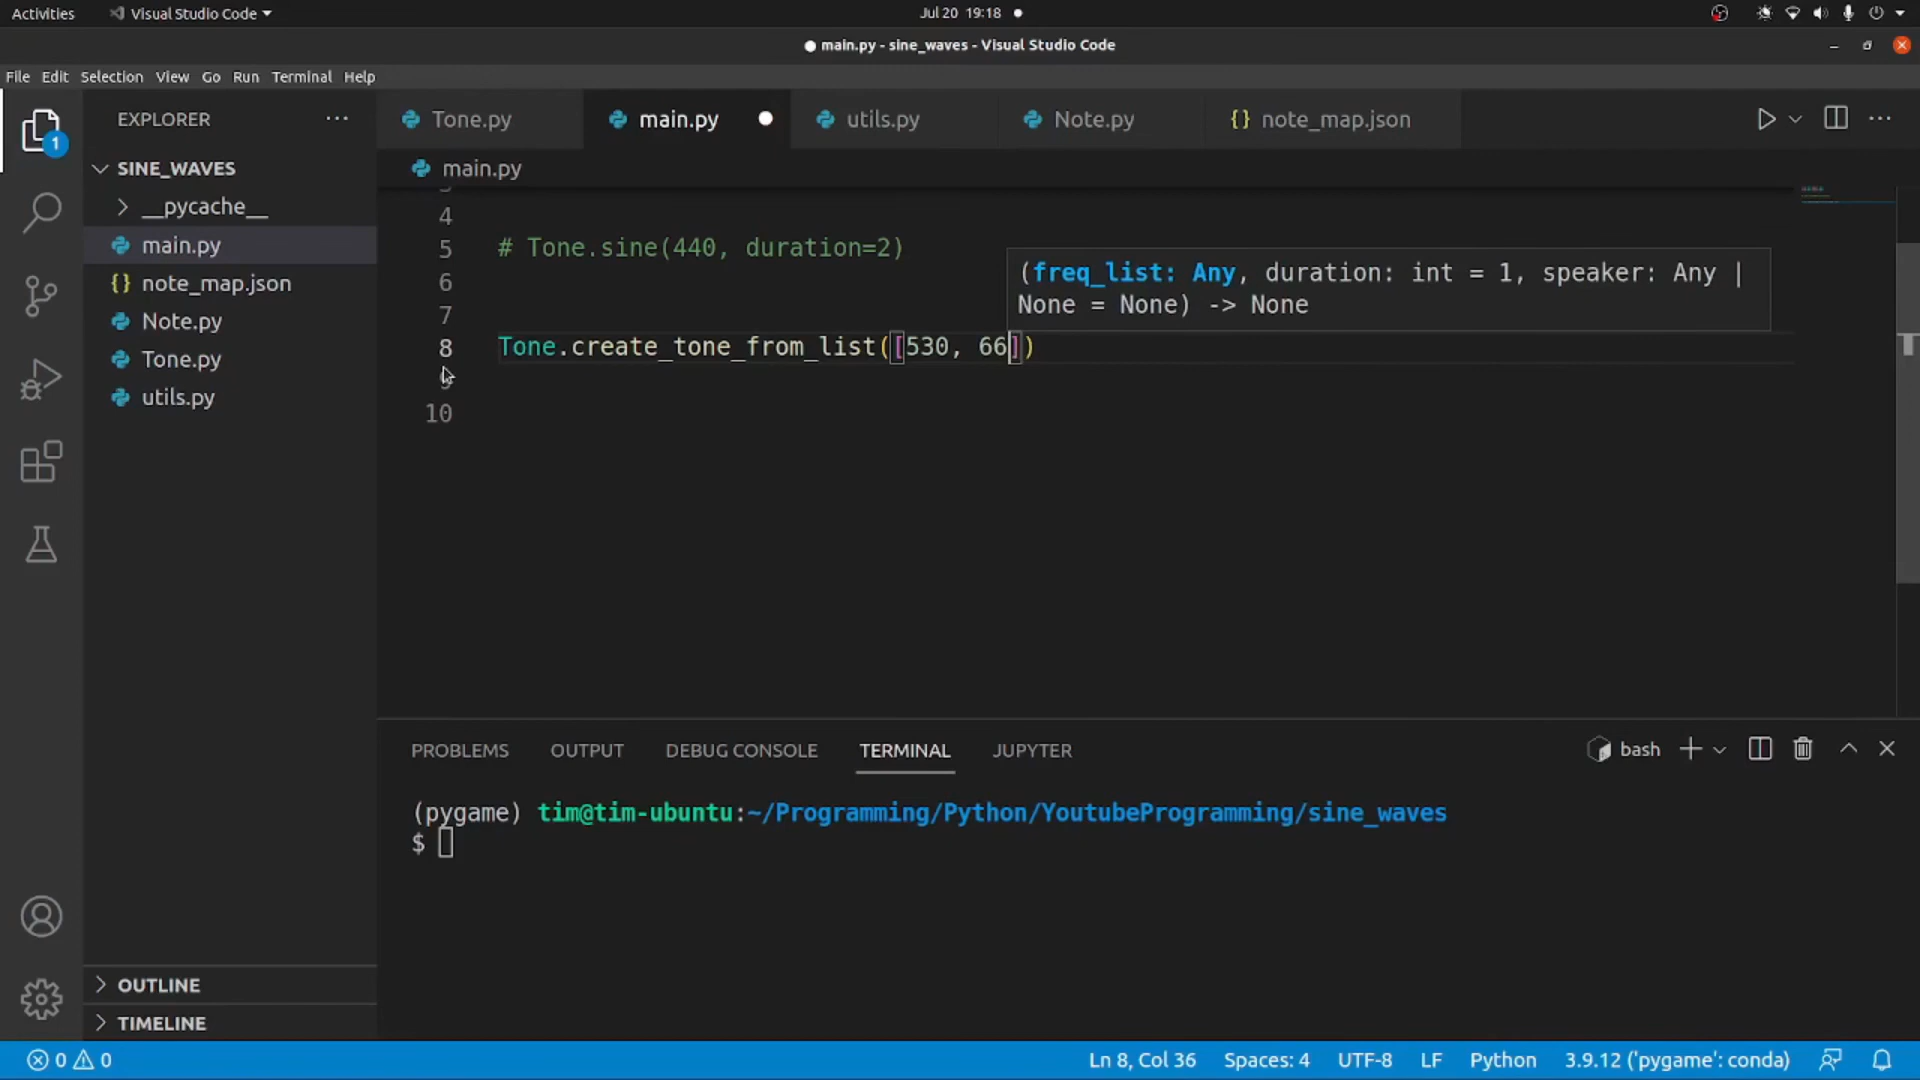 Activities Visual Studio Code Jul 20 19:18
main.py - sine_waves - Visual Studio Code
File Edit Selection View Go Run Terminal Help
EXPLORER
Tone.py main.py utils.py Note.py {} note_map.json
main.py
SINE_WAVES
__pycache__
main.py
{} note_map.json
Note.py
Tone.py
utils.py
1
4
5 # Tone.sine(440, duration=2)
6
7
8 Tone.create_tone_from_list([530, 66])
9
10
(freq_list: Any, duration: int = 1, speaker: Any |
None = None) -> None
PROBLEMS OUTPUT DEBUG CONSOLE TERMINAL JUPYTER bash
(pygame) tim@tim-ubuntu:~/Programming/Python/YoutubeProgramming/sine_waves
$
OUTLINE
TIMELINE
0 0 Ln 8, Col 36 Spaces: 4 UTF-8 LF Python 3.9.12 ('pygame': conda)